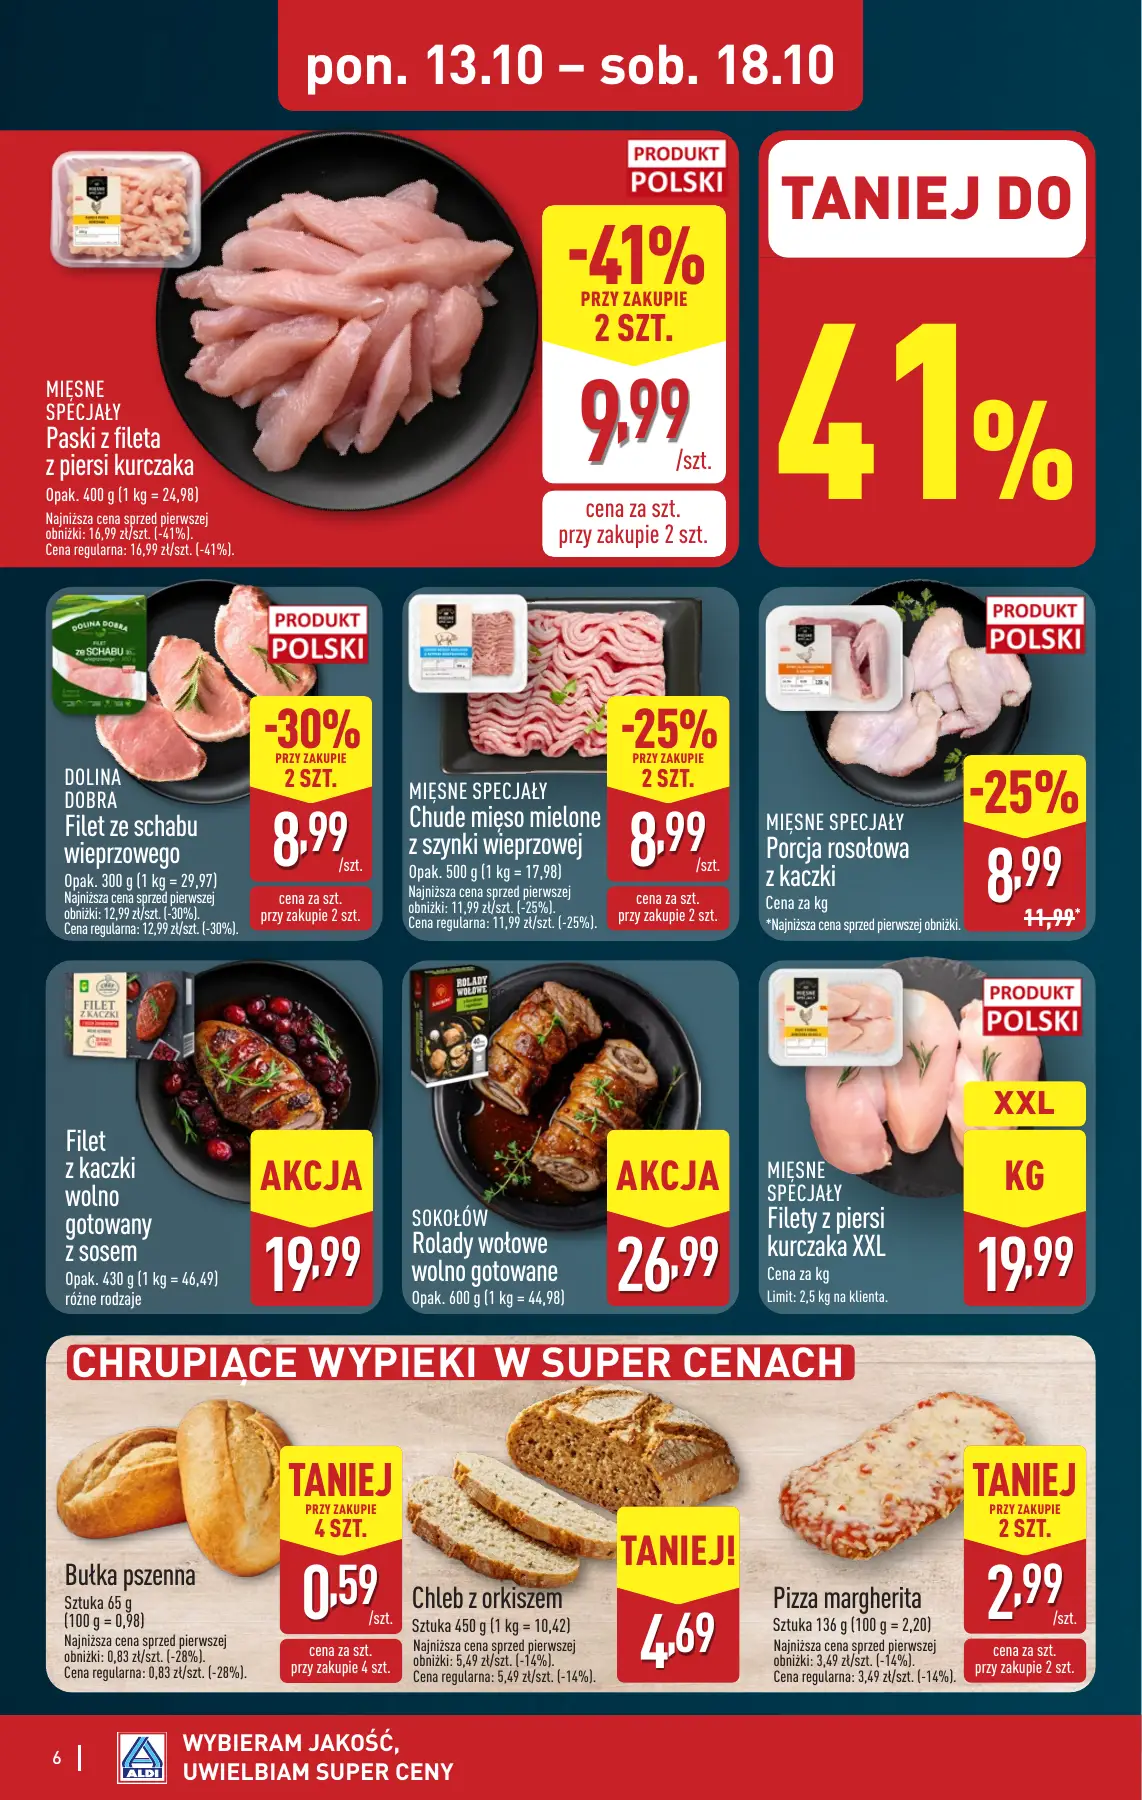 pon. 13.10 – sob. 18.10
PRODUKT
POLSKI
-41%
PRZY ZAKUPIE
2 SZT.
9,99
/szt.
cena za szt.
przy zakupie 2 szt.
MIĘSNE
SPECJAŁY
Paski z fileta
z piersi kurczaka
Opak. 400 g (1 kg = 24,98)
Najniższa cena sprzed pierwszej
obniżki: 16,99 zł/szt. (-41%).
Cena regularna: 16,99 zł/szt. (-41%).
TANIEJ DO
41%
DOLINA DOBRA
FILET
ze SCHABU
PRODUKT
POLSKI
-30%
PRZY ZAKUPIE
2 SZT.
8,99
/szt.
cena za szt.
przy zakupie 2 szt.
DOLINA
DOBRA
Filet ze schabu
wieprzowego
Opak. 300 g (1 kg = 29,97)
Najniższa cena sprzed pierwszej
obniżki: 12,99 zł/szt. (-30%).
Cena regularna: 12,99 zł/szt. (-30%).
-25%
PRZY ZAKUPIE
2 SZT.
8,99
/szt.
cena za szt.
przy zakupie 2 szt.
MIĘSNE SPECJAŁY
Chude mięso mielone
z szynki wieprzowej
Opak. 500 g (1 kg = 17,98)
Najniższa cena sprzed pierwszej
obniżki: 11,99 zł/szt. (-25%).
Cena regularna: 11,99 zł/szt. (-25%).
PRODUKT
POLSKI
-25%
8,99
11,99*
MIĘSNE SPECJAŁY
Porcja rosołowa
z kaczki
Cena za kg
*Najniższa cena sprzed pierwszej obniżki.
FILET
Z KACZKI
AKCJA
19,99
Filet
z kaczki
wolno
gotowany
z sosem
Opak. 430 g (1 kg = 46,49)
różne rodzaje
ROLADY
WOŁOWE
AKCJA
26,99
SOKOŁÓW
Rolady wołowe
wolno gotowane
Opak. 600 g (1 kg = 44,98)
PRODUKT
POLSKI
XXL
KG
19,99
MIĘSNE
SPECJAŁY
Filety z piersi
kurczaka XXL
Cena za kg
Limit: 2,5 kg na klienta.
CHRUPIĄCE WYPIEKI W SUPER CENACH
TANIEJ
PRZY ZAKUPIE
4 SZT.
0,59
/szt.
cena za szt.
przy zakupie 4 szt.
Bułka pszenna
Sztuka 65 g
(100 g = 0,98)
Najniższa cena sprzed pierwszej
obniżki: 0,83 zł/szt. (-28%).
Cena regularna: 0,83 zł/szt. (-28%).
TANIEJ!
4,69
Chleb z orkiszem
Sztuka 450 g (1 kg = 10,42)
Najniższa cena sprzed pierwszej
obniżki: 5,49 zł/szt. (-14%).
Cena regularna: 5,49 zł/szt. (-14%).
TANIEJ
PRZY ZAKUPIE
2 SZT.
2,99
/szt.
cena za szt.
przy zakupie 2 szt.
Pizza margherita
Sztuka 136 g (100 g = 2,20)
Najniższa cena sprzed pierwszej
obniżki: 3,49 zł/szt. (-14%).
Cena regularna: 3,49 zł/szt. (-14%).
6
ALDI
WYBIERAM JAKOŚĆ,
UWIELBIAM SUPER CENY